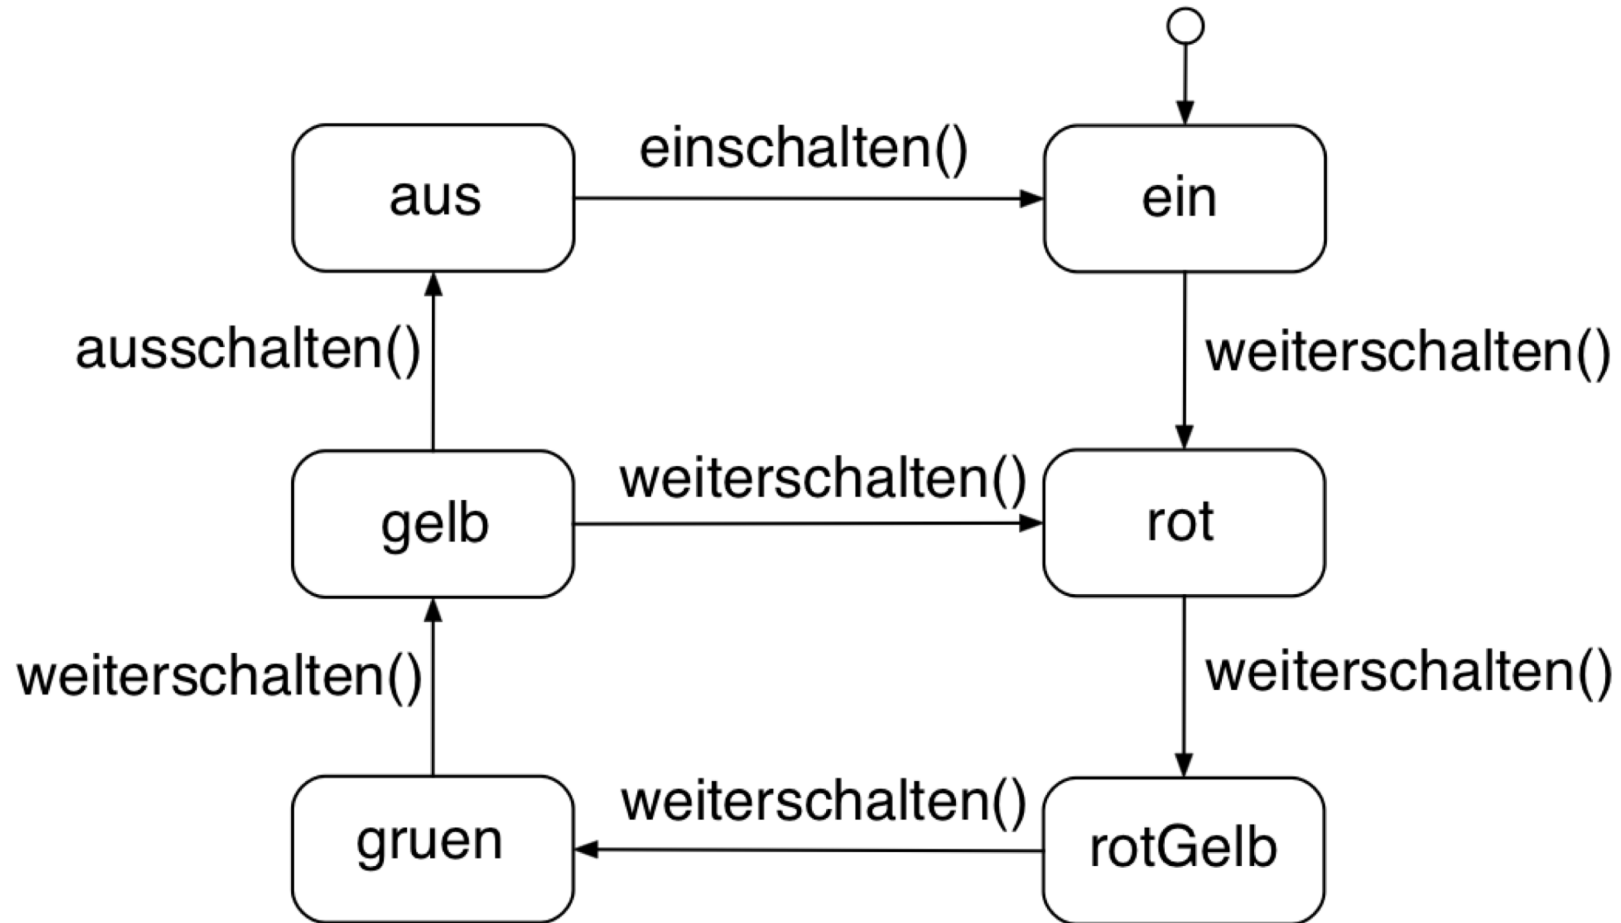 einschalten()
aus
ein
ausschalten()
weiterschalten()
gelb
weiterschalten()
rot
weiterschalten()
weiterschalten()
gruen
weiterschalten()
rotGelb